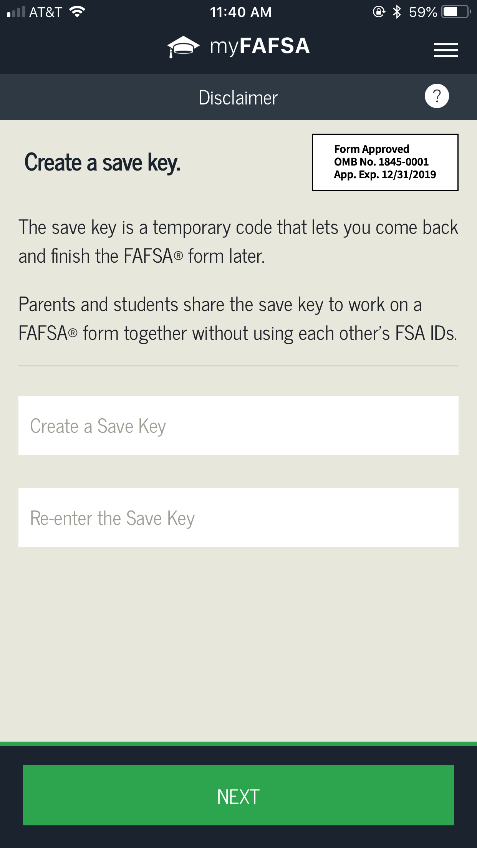 AT&T 11:40 AM 59%
myFAFSA
Disclaimer ?
Create a save key.
Form Approved
OMB No. 1845-0001
App. Exp. 12/31/2019
The save key is a temporary code that lets you come back
and finish the FAFSA® form later.
Parents and students share the save key to work on a
FAFSA® form together without using each other's FSA IDs.
Create a Save Key
Re-enter the Save Key
NEXT